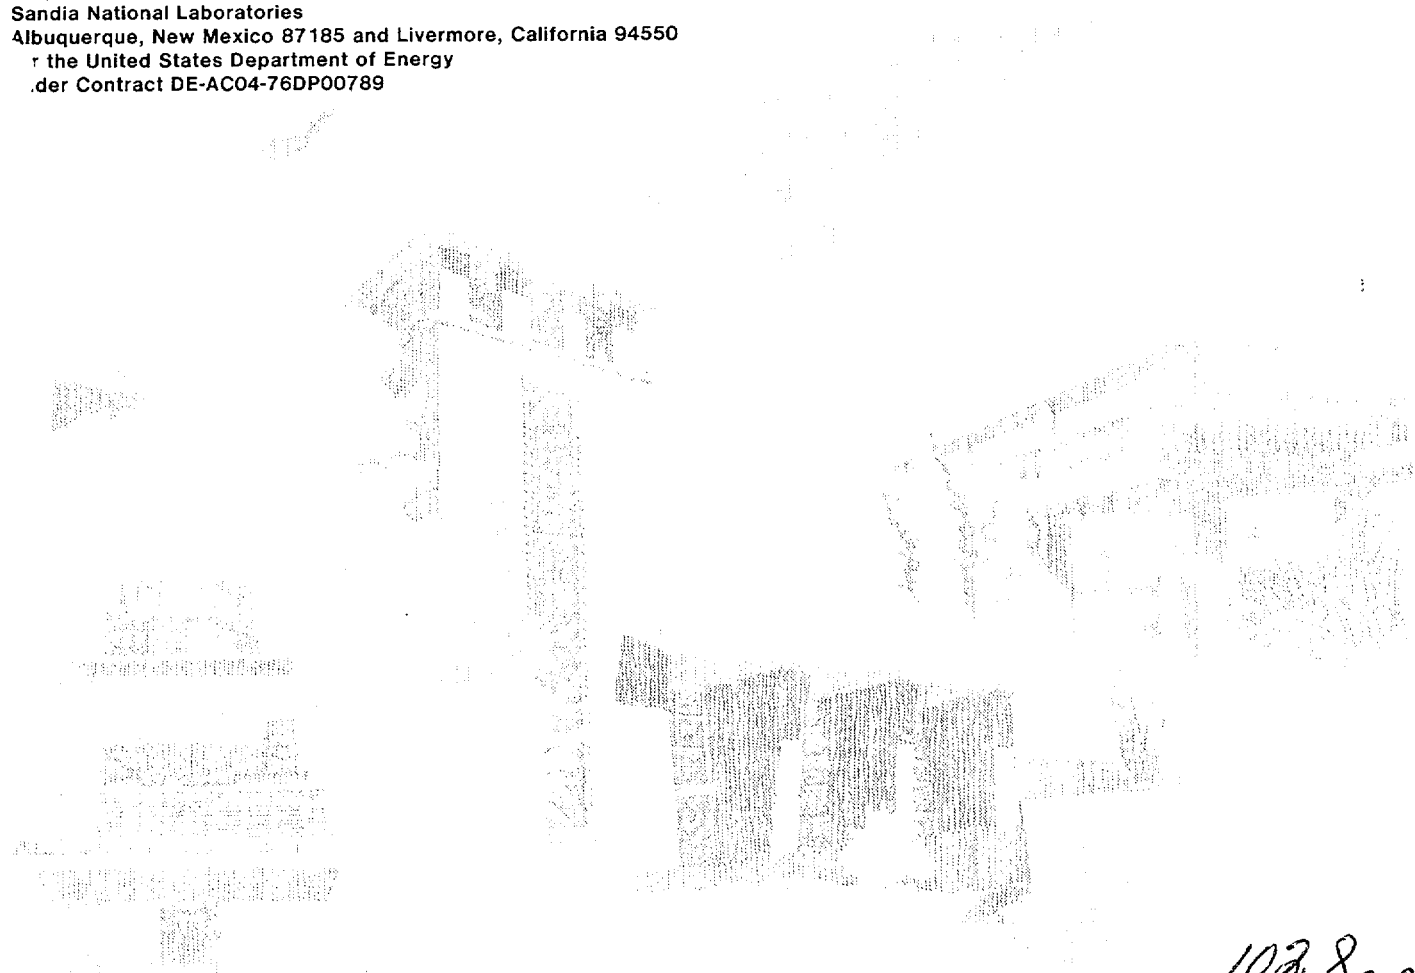 Sandia National Laboratories
Albuquerque, New Mexico 87185 and Livermore, California 94550
r the United States Department of Energy
.der Contract DE-AC04-76DP00789